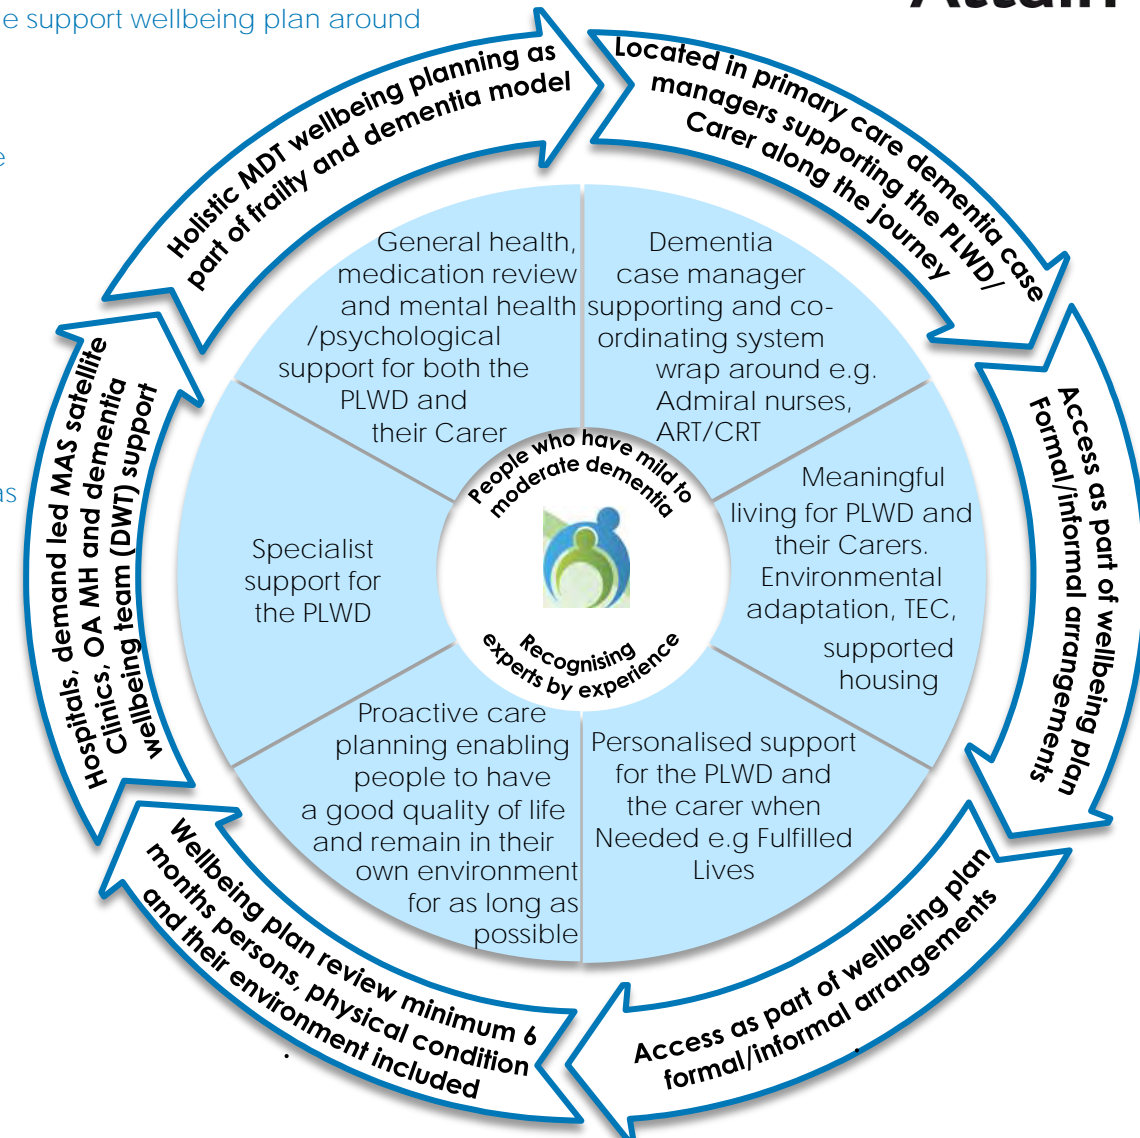 e support wellbeing plan around
e
as
Holistic MDT wellbeing planning as
part of frailty and dementia model
Located in primary care dementia case
managers supporting the PLWD/
Carer along the journey
Access as part of wellbeing plan
Formal/informal arrangements
Access as part of wellbeing plan
formal/informal arrangements
Wellbeing plan review minimum 6
months persons, physical condition
and their environment included
Hospitals, demand led MAS satellite
Clinics, OA MH and dementia
wellbeing team (DWT) support
General health,
medication review
and mental health
/psychological
support for both the
PLWD and
their Carer
Dementia
case manager
supporting and co-
ordinating system
wrap around e.g.
Admiral nurses,
ART/CRT
Meaningful
living for PLWD and
their Carers.
Environmental
adaptation, TEC,
supported
housing
Personalised support
for the PLWD and
the carer when
Needed e.g Fulfilled
Lives
Proactive care
planning enabling
people to have
a good quality of life
and remain in their
own environment
for as long as
possible
Specialist
support for
the PLWD
People who have mild to
moderate dementia
Recognising
experts by experience